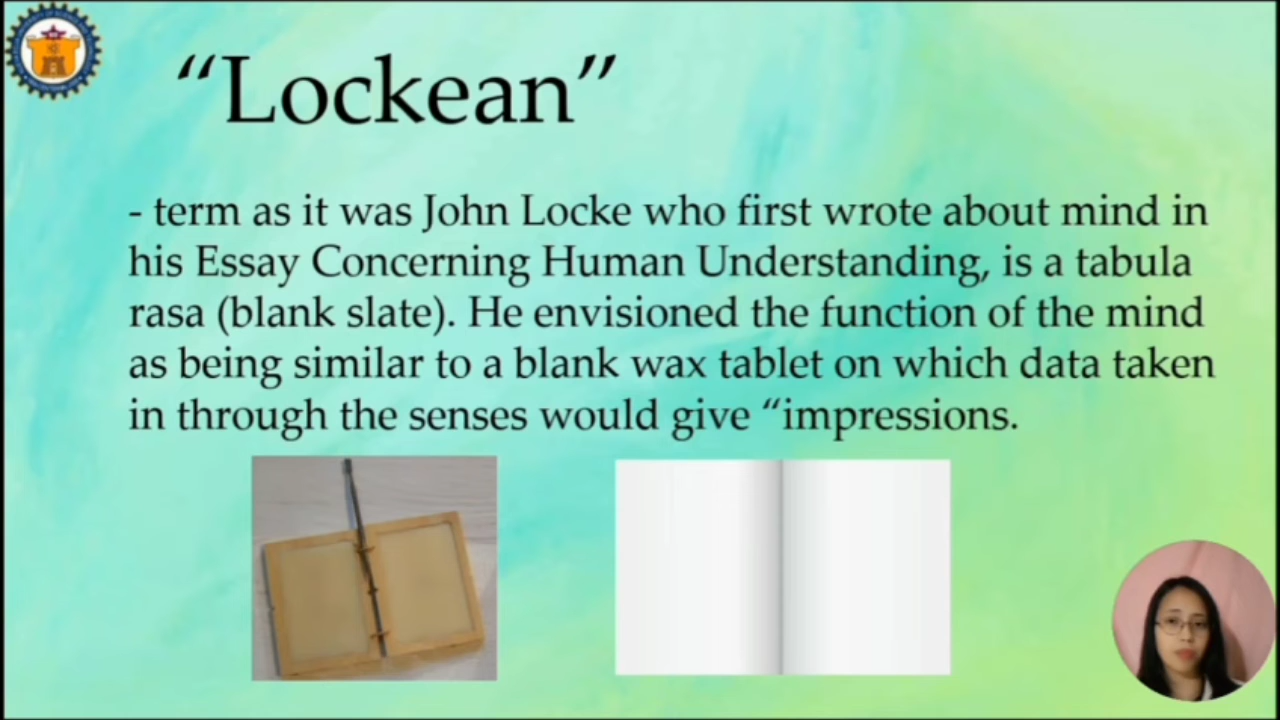 “Lockean”
- term as it was John Locke who first wrote about mind in
his Essay Concerning Human Understanding, is a tabula
rasa (blank slate). He envisioned the function of the mind
as being similar to a blank wax tablet on which data taken
in through the senses would give “impressions.